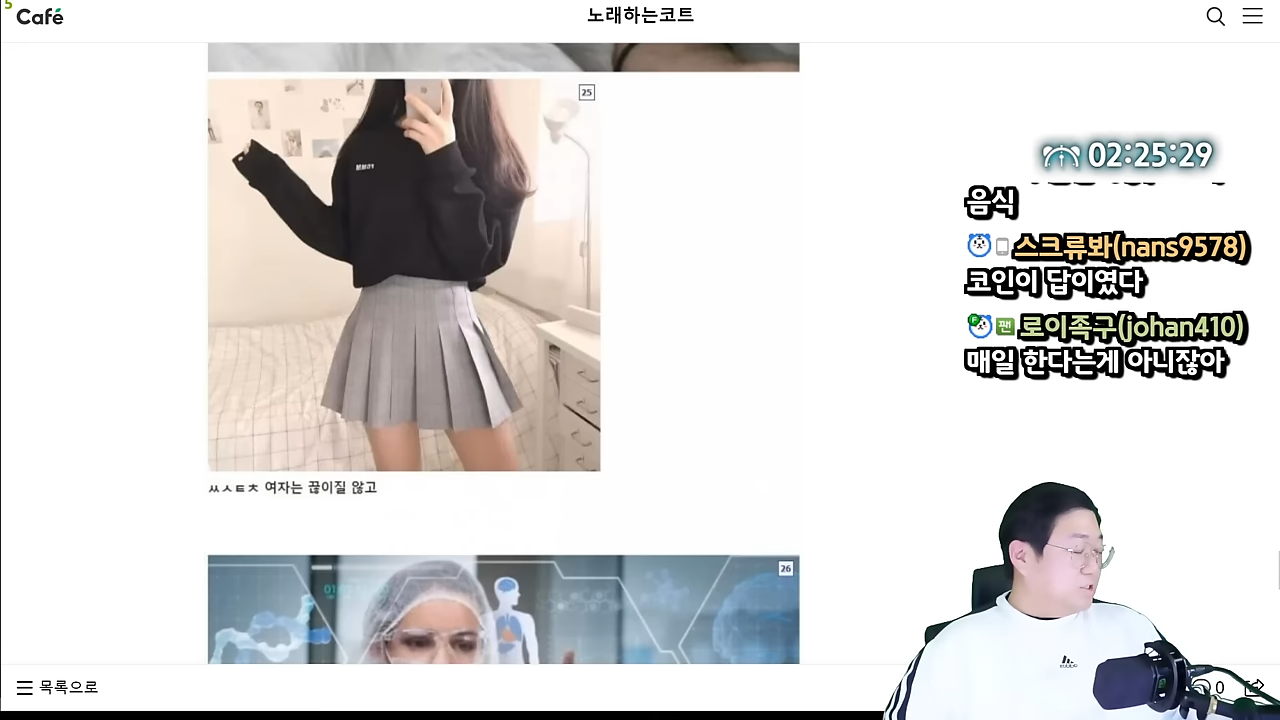 5
Café
노래하는코트
25
ㅆㅅㅌㅊ 여자는 끊이질 않고
26
02:25:29
음식
스크류봐(nans9578)
코인이 답이였다
F 팬 로이족구(johan410)
매일 한다는게 아니잖아
목록으로
0